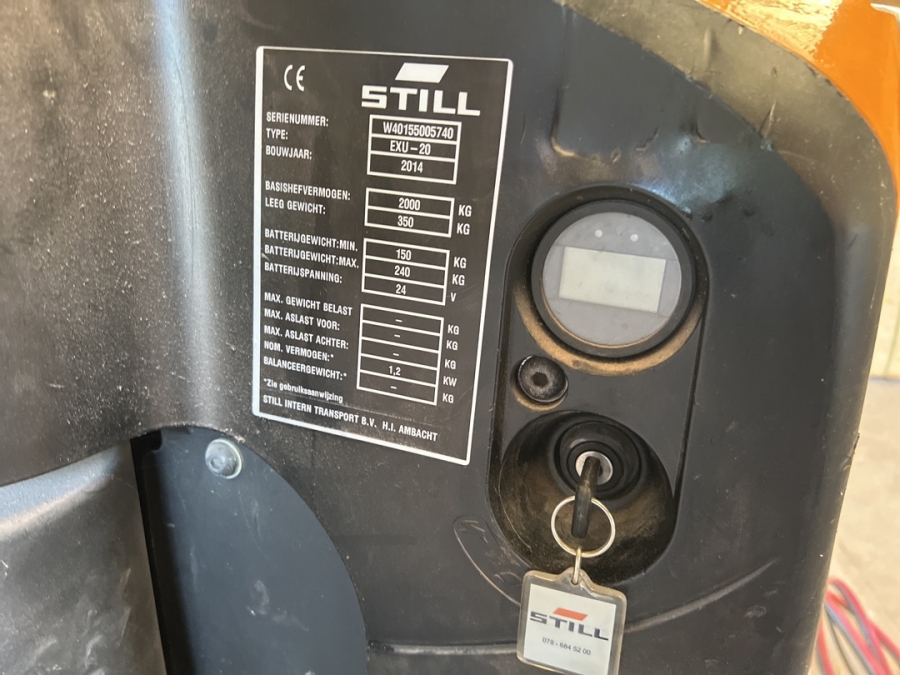 CE
STILL
SERIENUMMER: W40155005740
TYPE: EXU-20
BOUWJAAR: 2014
BASISHEFVERMOGEN: 2000 KG
LEEG GEWICHT: 350 KG
BATTERIJGEWICHT:MIN. 150 KG
BATTERIJGEWICHT:MAX. 240 KG
BATTERIJSPANNING: 24 V
MAX. GEWICHT BELAST – KG
MAX. ASLAST VOOR: – KG
MAX. ASLAST ACHTER: – KG
NOM. VERMOGEN:* 1,2 KW
BALANCEERGEWICHT:* – KG
*Zie gebruiksaanwijzing
STILL INTERN TRANSPORT B.V. H.I. AMBACHT
STILL
078 - 684 52 00